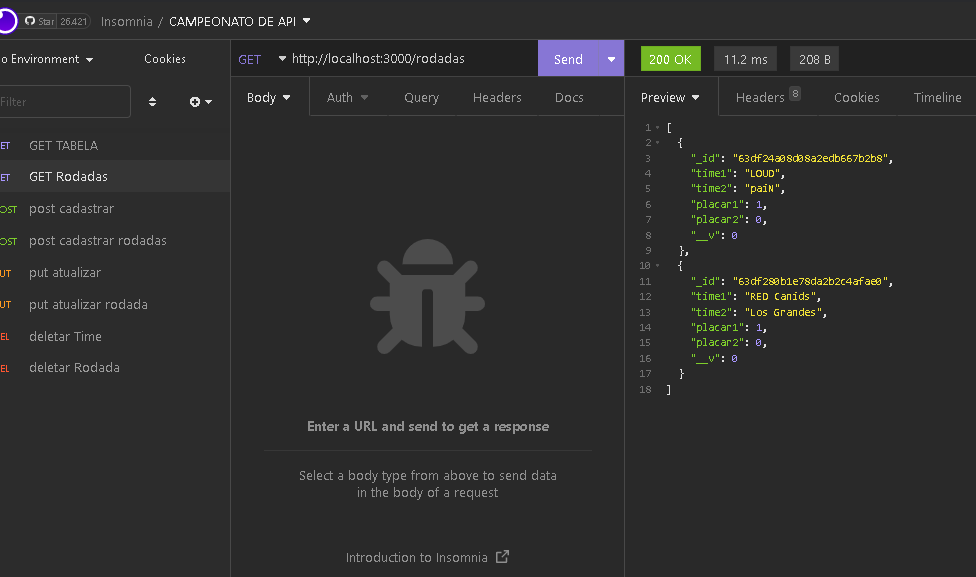 Star 26,421 Insomnia / CAMPEONATO DE API
o Environment Cookies
Filter
ET GET TABELA
ET GET Rodadas
OST post cadastrar
OST post cadastrar rodadas
UT put atualizar
UT put atualizar rodada
EL deletar Time
EL deletar Rodada
GET http://localhost:3000/rodadas Send
Body Auth Query Headers Docs
Enter a URL and send to get a response
Select a body type from above to send data
in the body of a request
Introduction to Insomnia
200 OK 11.2 ms 208 B
Preview Headers 8 Cookies Timeline
1 [
2 {
3 "_id": "63df24a08d08a2edb667b2b8",
4 "time1": "LOUD",
5 "time2": "paiN",
6 "placar1": 1,
7 "placar2": 0,
8 "__v": 0
9 },
10 {
11 "_id": "63df280b1e78da2b2c4afae0",
12 "time1": "RED Canids",
13 "time2": "Los Grandes",
14 "placar1": 1,
15 "placar2": 0,
16 "__v": 0
17 }
18 ]